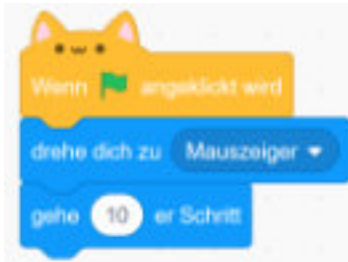 Wenn angeklickt wird
drehe dich zu Mauszeiger
gehe 10 er Schritt